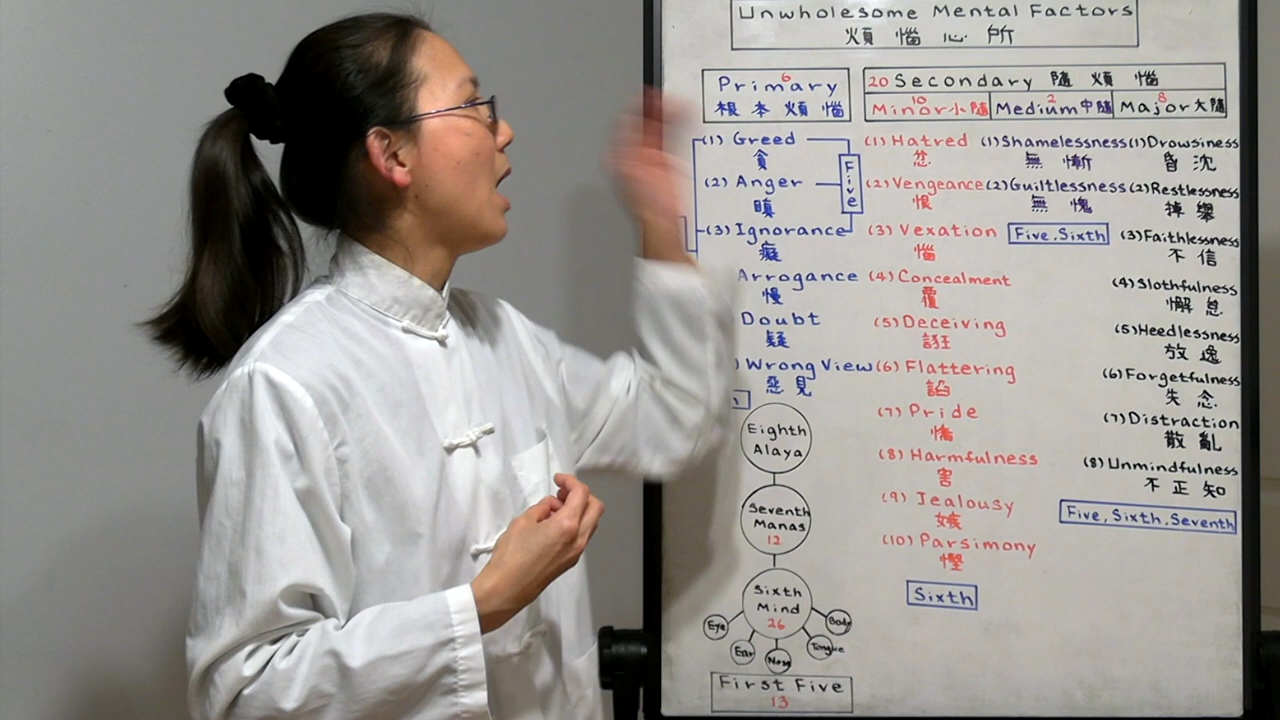 Unwholesome Mental Factors
煩惱心所
Primary 6
根本煩惱
20 Secondary 隨煩惱
Minor 10 小隨
Medium 2 中隨
Major 8 大隨
(1) Greed
貪
(2) Anger
瞋
(3) Ignorance
癡
Five
Arrogance
慢
Doubt
疑
) Wrong View
惡見
(1) Hatred
忿
(2) Vengeance
恨
(3) Vexation
惱
(4) Concealment
覆
(5) Deceiving
誑
(6) Flattering
諂
(7) Pride
憍
(8) Harmfulness
害
(9) Jealousy
嫉
(10) Parsimony
慳
Sixth
(1) Shamelessness
無慚
(2) Guiltlessness
無愧
Five, Sixth
(1) Drowsiness
昏沈
(2) Restlessness
掉舉
(3) Faithlessness
不信
(4) Slothfulness
懈怠
(5) Heedlessness
放逸
(6) Forgetfulness
失念
(7) Distraction
散亂
(8) Unmindfulness
不正知
Five, Sixth, Seventh
Eighth
Alaya
Seventh
Manas
12
Sixth
Mind
26
Eye
Ear
Nose
Tongue
Body
First Five
13